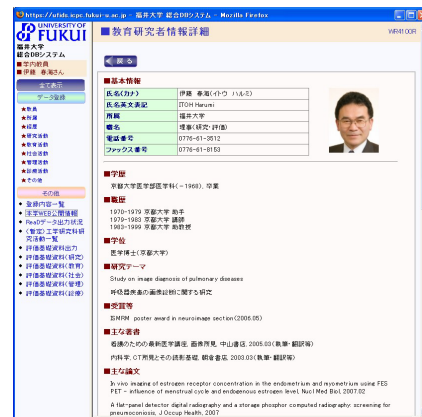 https://ufids.icpc.fukui-u.ac.jp - 福井大学 総合DBシステム - Mozilla Firefox
UNIVERSITY OF
FUKUI
福井大学
総合DBシステム
■学内教員
■伊藤 春海さん
全て表示
データ登録
★教員
★所属
★経歴
★研究活動
★教育活動
★社会活動
★管理活動
★診療活動
★その他
その他
登録内容一覧
本学WEB公開情報
ReaDデータ出力状況
(暫定)工学研究科研
究活動一覧
評価基礎資料出力
評価基礎資料(研究)
評価基礎資料(教育)
評価基礎資料(社会)
評価基礎資料(管理)
評価基礎資料(診療)
■教育研究者情報詳細
WR4100R
戻る
■基本情報
氏名(カナ) 伊藤 春海(イトウ ハルミ)
氏名英文表記 ITOH Harumi
所属 福井大学
職名 理事(研究・評価)
電話番号 0776-61-3512
ファックス番号 0776-61-8153
■学歴
京都大学医学部医学科(-1968), 卒業
■職歴
1970-1979 京都大学 助手
1979-1983 京都大学 講師
1983-1999 京都大学 助教授
■学位
医学博士(京都大学)
■研究テーマ
Study on image diagnosis of pulmonary diseases
呼吸器疾患の画像診断に関する研究
■受賞等
ISMRM poster award in neuroimage section(2006.05)
■主な著書
看護のための最新医学講座, 画像所見, 中山書店, 2005.03(執筆・翻訳等)
内科学, CT所見とその読影基礎, 朝倉書店, 2003.03(執筆・翻訳等)
■主な論文
In vivo imaging of estrogen receptor concentration in the endometrium and myometrium using FES
PET - influence of menstrual cycle and endogenous estrogen level, Nucl Med Biol, 2007.02
A flat-panel detector digital radiography and a storage phosphor computed radiography: screening for
pneumoconiosis, J Occup Health, 2007